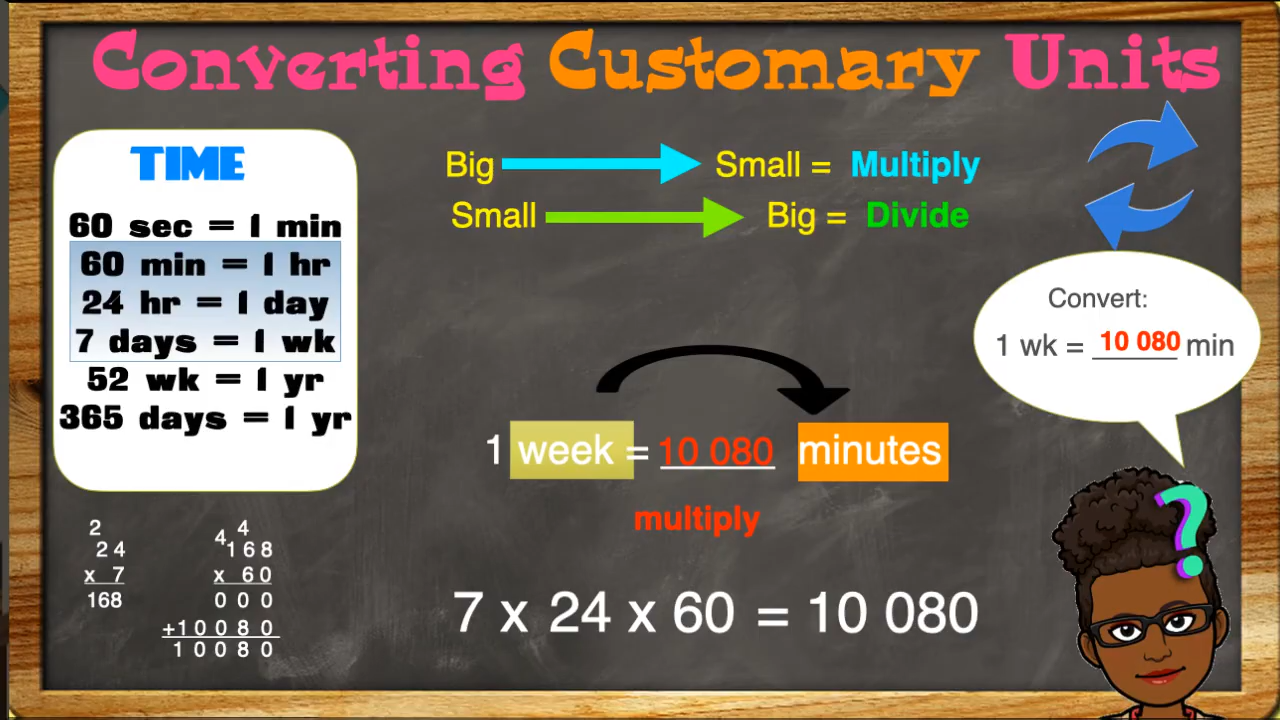 Converting Customary Units
TIME
60 sec = 1 min
60 min = 1 hr
24 hr = 1 day
7 days = 1 wk
52 wk = 1 yr
365 days = 1 yr
Big Small = Multiply
Small Big = Divide
Convert:
1 wk = 10 080 min
1 week = 10 080 minutes
multiply
7 x 24 x 60 = 10 080
2
24
x 7
168
4 4
168
x 60
000
+10080
10080
?